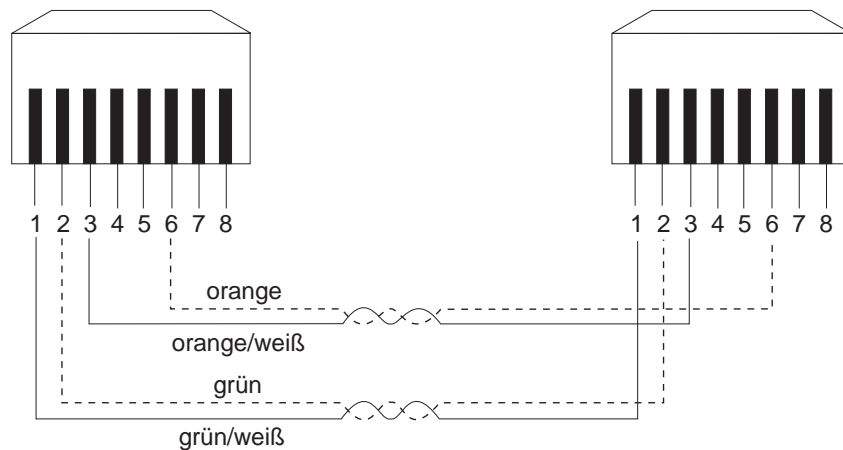 1 2 3 4 5 6 7 8
1 2 3 4 5 6 7 8
orange
orange/weiß
grün
grün/weiß